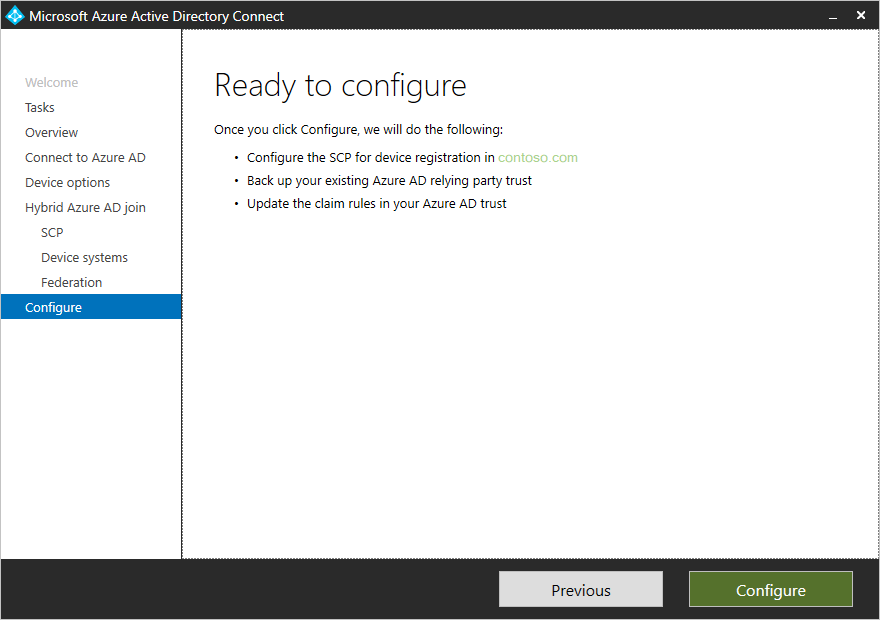 Microsoft Azure Active Directory Connect
Welcome
Tasks
Overview
Connect to Azure AD
Device options
Hybrid Azure AD join
SCP
Device systems
Federation
Configure
Ready to configure
Once you click Configure, we will do the following:
• Configure the SCP for device registration in contoso.com
• Back up your existing Azure AD relying party trust
• Update the claim rules in your Azure AD trust
Previous
Configure